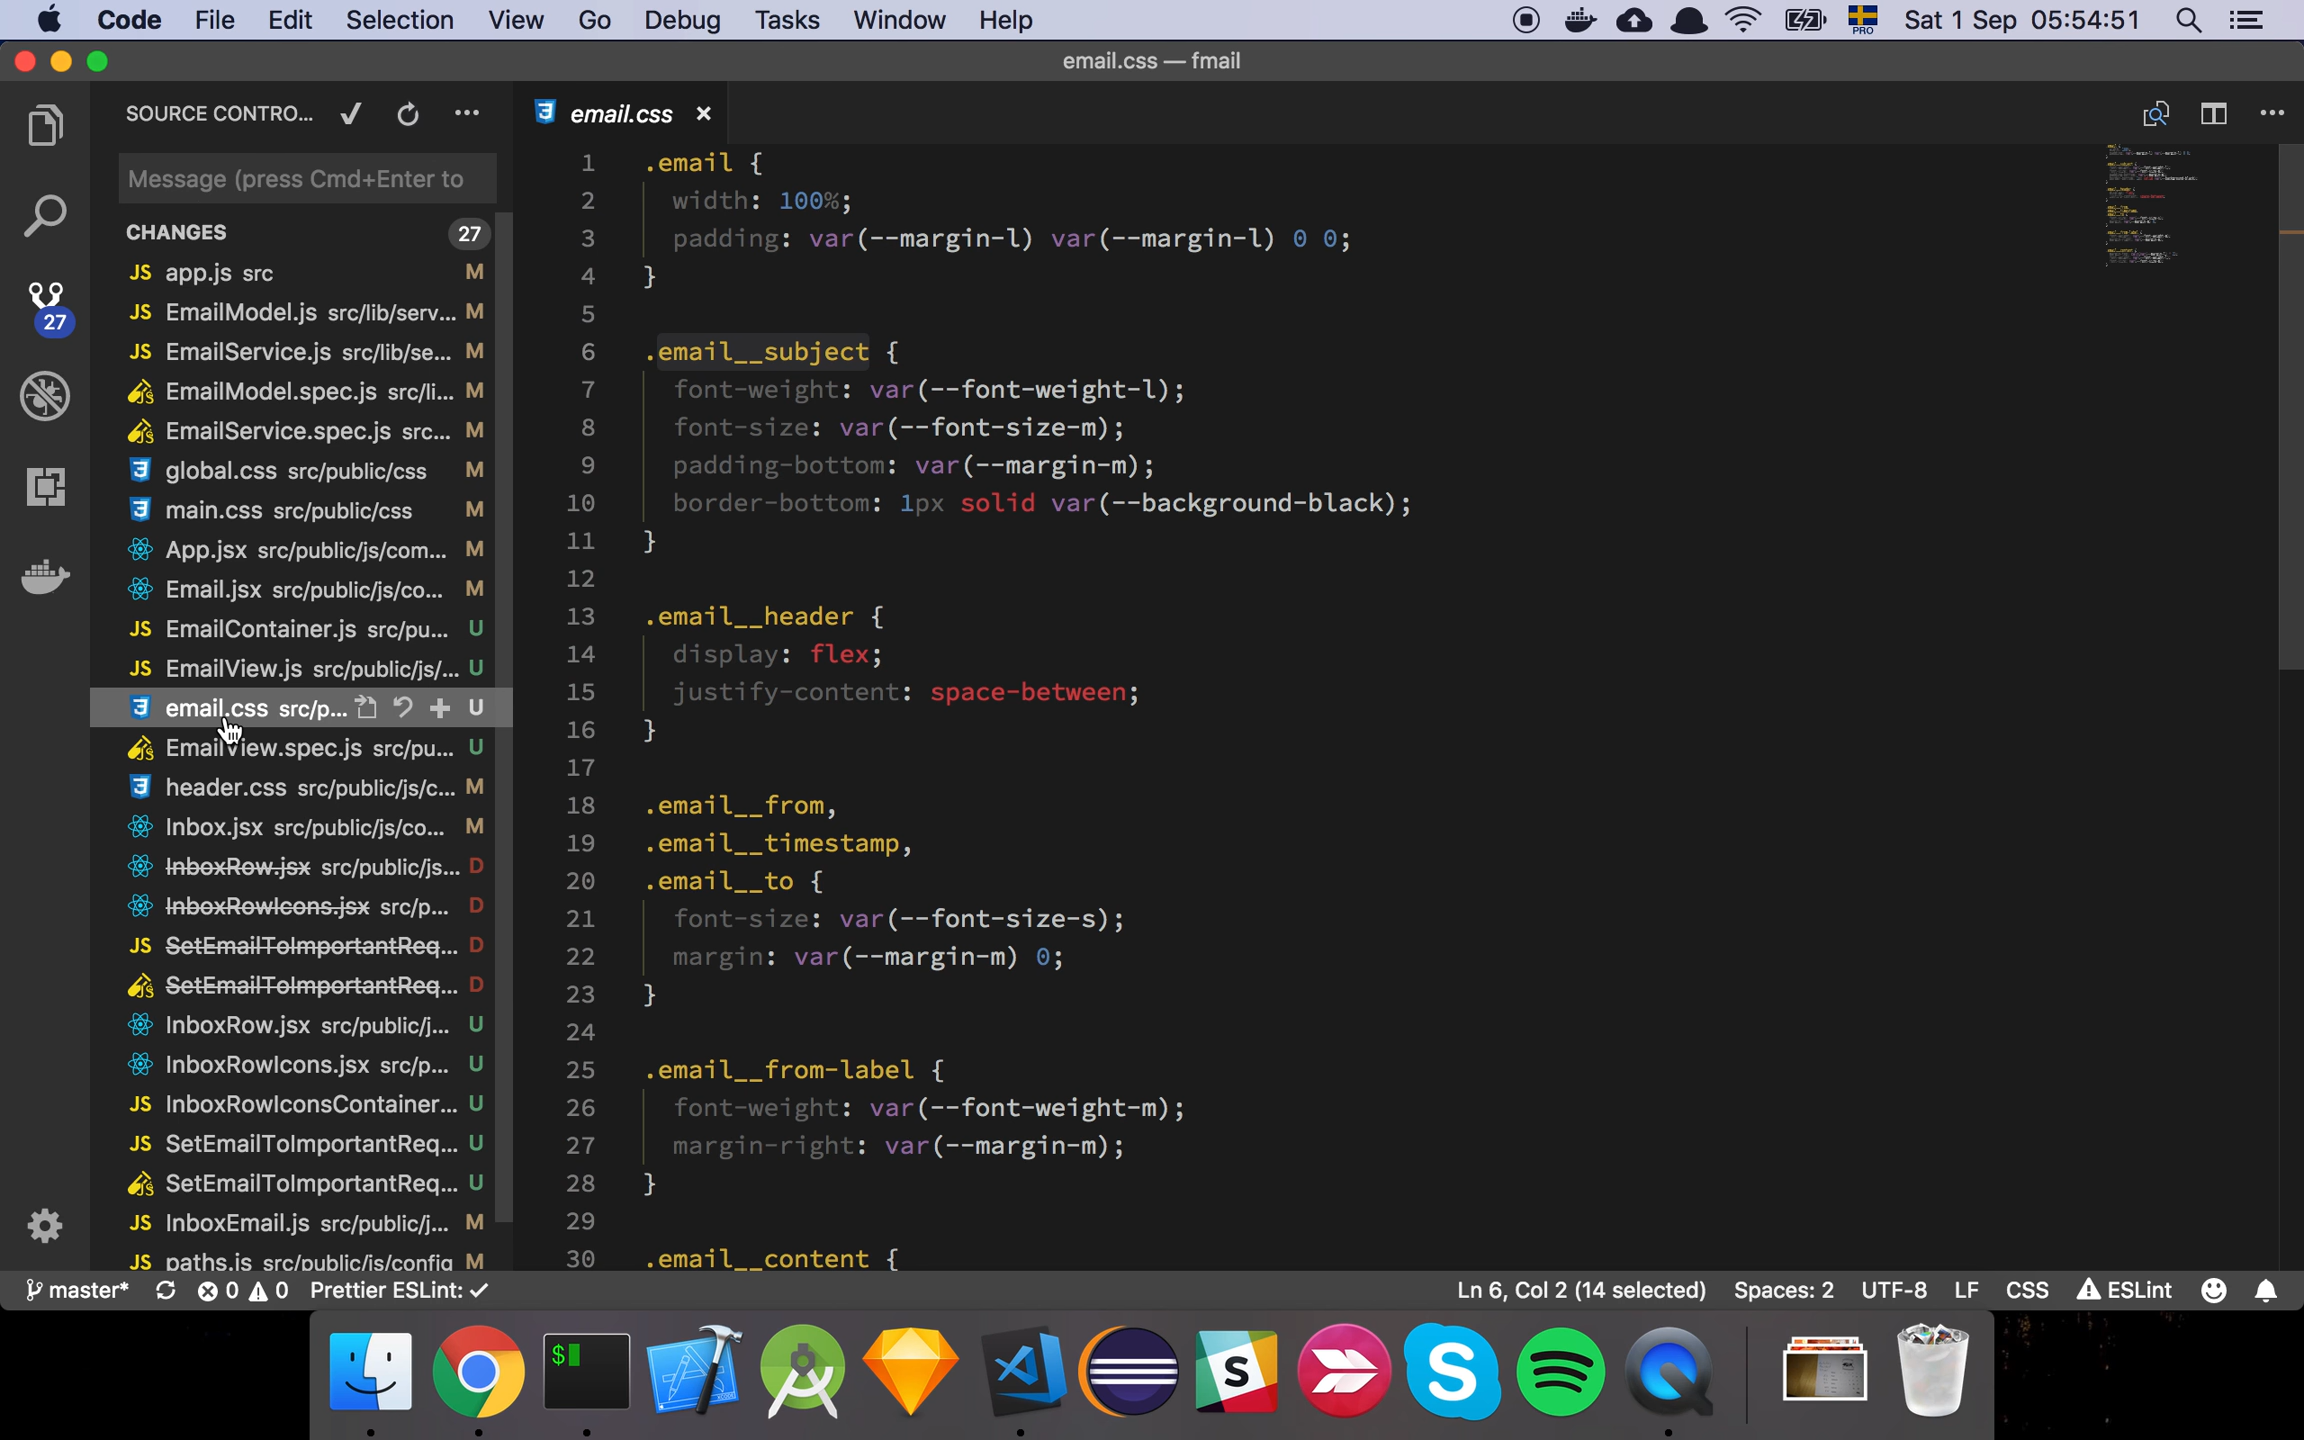 Code File Edit Selection View Go Debug Tasks Window Help PRO Sat 1 Sep 05:54:51
email.css — fmail
SOURCE CONTRO...
Message (press Cmd+Enter to
CHANGES 27
27
JS app.js src M
JS EmailModel.js src/lib/serv... M
JS EmailService.js src/lib/se... M
EmailModel.spec.js src/li... M
EmailService.spec.js src... M
global.css src/public/css M
main.css src/public/css M
App.jsx src/public/js/com... M
Email.jsx src/public/js/co... M
JS EmailContainer.js src/pu... U
JS EmailView.js src/public/js/... U
email.css src/p... U
EmailView.spec.js src/pu... U
header.css src/public/js/c... M
Inbox.jsx src/public/js/co... M
InboxRow.jsx src/public/js... D
InboxRowIcons.jsx src/p... D
JS SetEmailToImportantReq... D
SetEmailToImportantReq... D
InboxRow.jsx src/public/j... U
InboxRowIcons.jsx src/p... U
JS InboxRowIconsContainer... U
JS SetEmailToImportantReq... U
SetEmailToImportantReq... U
JS InboxEmail.js src/public/j... M
JS paths.js src/public/js/config M
email.css ×
1 .email {
2 width: 100%;
3 padding: var(--margin-l) var(--margin-l) 0 0;
4 }
5
6 .email__subject {
7 font-weight: var(--font-weight-l);
8 font-size: var(--font-size-m);
9 padding-bottom: var(--margin-m);
10 border-bottom: 1px solid var(--background-black);
11 }
12
13 .email__header {
14 display: flex;
15 justify-content: space-between;
16 }
17
18 .email__from,
19 .email__timestamp,
20 .email__to {
21 font-size: var(--font-size-s);
22 margin: var(--margin-m) 0;
23 }
24
25 .email__from-label {
26 font-weight: var(--font-weight-m);
27 margin-right: var(--margin-m);
28 }
29
30 .email__content {
master* 0 0 Prettier ESLint: ✓ Ln 6, Col 2 (14 selected) Spaces: 2 UTF-8 LF CSS ESLint
$
S
S